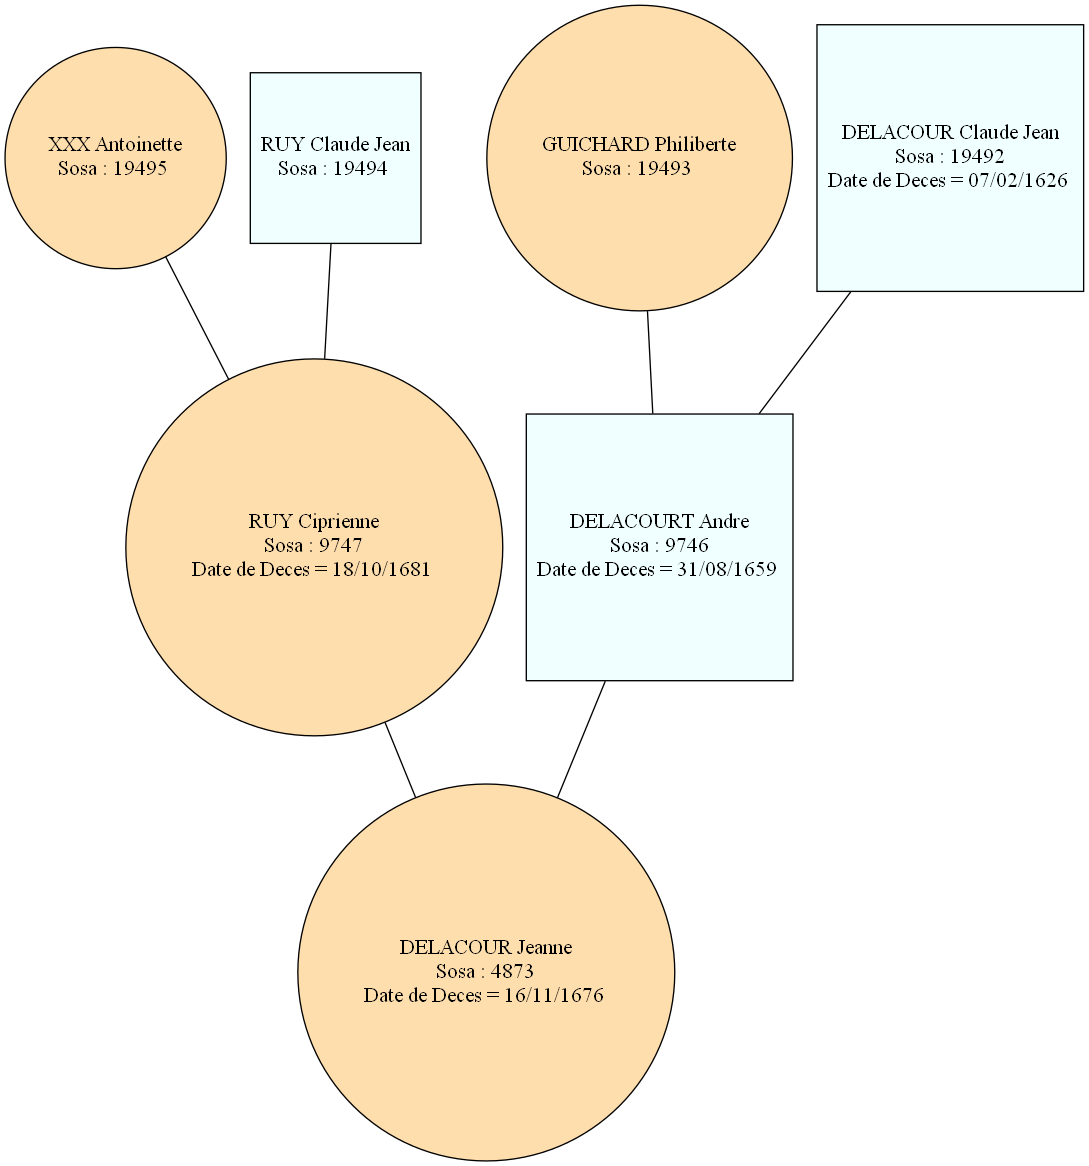 XXX Antoinette
Sosa : 19495
RUY Claude Jean
Sosa : 19494
GUICHARD Philiberte
Sosa : 19493
DELACOUR Claude Jean
Sosa : 19492
Date de Deces = 07/02/1626
RUY Ciprienne
Sosa : 9747
Date de Deces = 18/10/1681
DELACOURT Andre
Sosa : 9746
Date de Deces = 31/08/1659
DELACOUR Jeanne
Sosa : 4873
Date de Deces = 16/11/1676